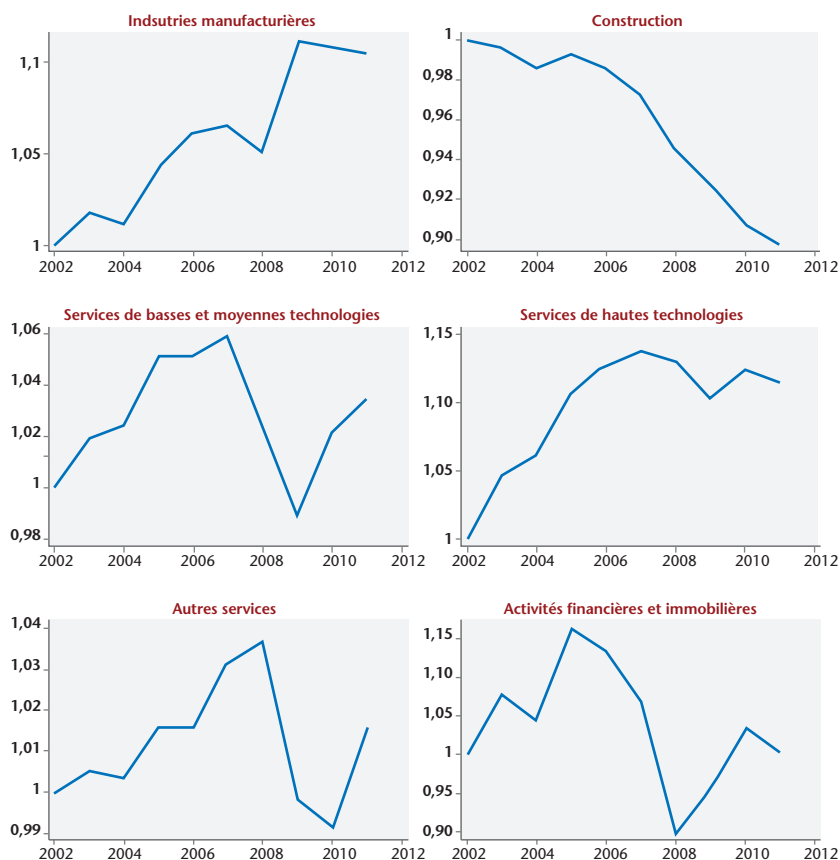 Indsutries manufacturières
1,1
1,05
1
2002 2004 2006 2008 2010 2012
Construction
1
0,98
0,96
0,94
0,92
0,90
2002 2004 2006 2008 2010 2012
Services de basses et moyennes technologies
1,06
1,04
1,02
1
0,98
2002 2004 2006 2008 2010 2012
Services de hautes technologies
1,15
1,10
1,05
1
2002 2004 2006 2008 2010 2012
Autres services
1,04
1,03
1,02
1,01
1
0,99
2002 2004 2006 2008 2010 2012
Activités financières et immobilières
1,15
1,10
1,05
1
0,95
0,90
2002 2004 2006 2008 2010 2012